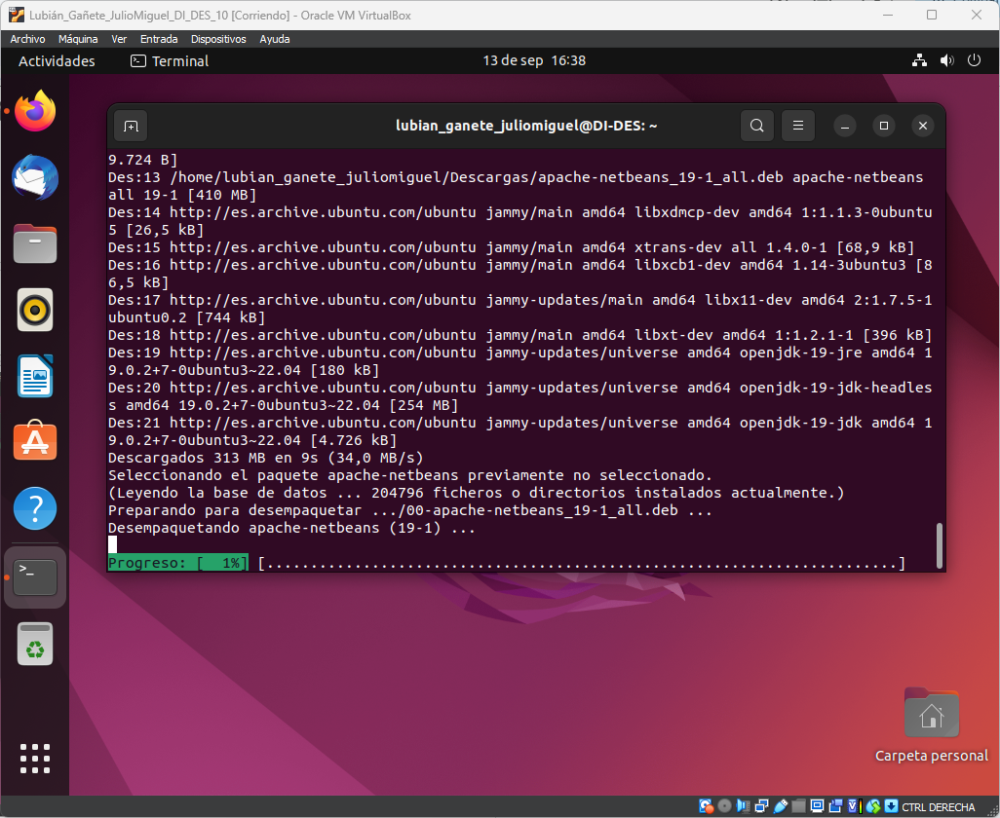 Lubián_Gañete_JulioMiguel_DI_DES_10 [Corriendo] - Oracle VM VirtualBox
Archivo Máquina Ver Entrada Dispositivos Ayuda
Actividades Terminal 13 de sep 16:38
lubian_ganete_juliomiguel@DI-DES: ~
9.724 B]
Des:13 /home/lubian_ganete_juliomiguel/Descargas/apache-netbeans_19-1_all.deb apache-netbeans
all 19-1 [410 MB]
Des:14 http://es.archive.ubuntu.com/ubuntu jammy/main amd64 libxdmcp-dev amd64 1:1.1.3-0ubuntu
5 [26,5 kB]
Des:15 http://es.archive.ubuntu.com/ubuntu jammy/main amd64 xtrans-dev all 1.4.0-1 [68,9 kB]
Des:16 http://es.archive.ubuntu.com/ubuntu jammy/main amd64 libxcb1-dev amd64 1.14-3ubuntu3 [8
6,5 kB]
Des:17 http://es.archive.ubuntu.com/ubuntu jammy-updates/main amd64 libx11-dev amd64 2:1.7.5-1
ubuntu0.2 [744 kB]
Des:18 http://es.archive.ubuntu.com/ubuntu jammy/main amd64 libxt-dev amd64 1:1.2.1-1 [396 kB]
Des:19 http://es.archive.ubuntu.com/ubuntu jammy-updates/universe amd64 openjdk-19-jre amd64 1
9.0.2+7-0ubuntu3~22.04 [180 kB]
Des:20 http://es.archive.ubuntu.com/ubuntu jammy-updates/universe amd64 openjdk-19-jdk-headles
s amd64 19.0.2+7-0ubuntu3~22.04 [254 MB]
Des:21 http://es.archive.ubuntu.com/ubuntu jammy-updates/universe amd64 openjdk-19-jdk amd64 1
9.0.2+7-0ubuntu3~22.04 [4.726 kB]
Descargados 313 MB en 9s (34,0 MB/s)
Seleccionando el paquete apache-netbeans previamente no seleccionado.
(Leyendo la base de datos ... 204796 ficheros o directorios instalados actualmente.)
Preparando para desempaquetar .../00-apache-netbeans_19-1_all.deb ...
Desempaquetando apache-netbeans (19-1) ...
Progreso: [  1%] [........................................................................]
Carpeta personal
CTRL DERECHA